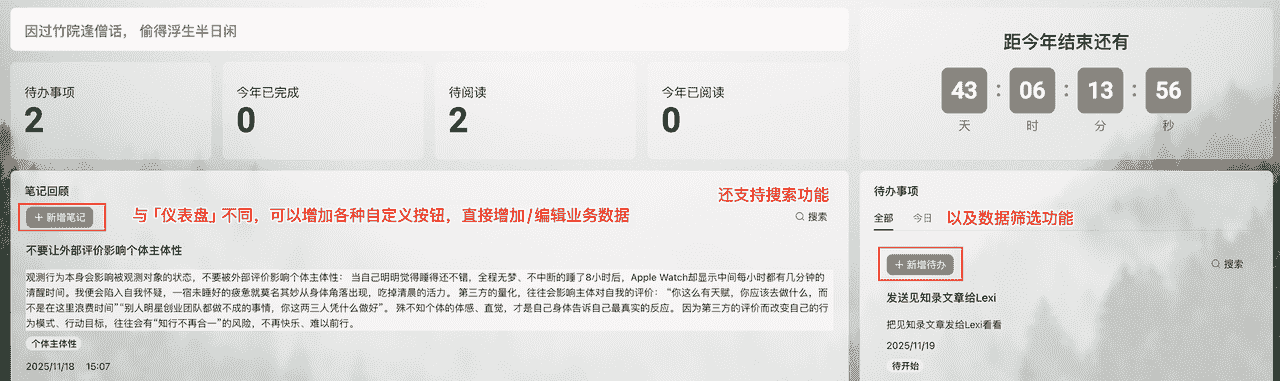 因过竹院逢僧话， 偷得浮生半日闲
待办事项
2
今年已完成
0
待阅读
2
今年已阅读
0
距今年结束还有
43 : 06 : 13 : 56
天 时 分 秒
笔记回顾
还支持搜索功能
+ 新增笔记
与「仪表盘」不同，可以增加各种自定义按钮，直接增加/编辑业务数据
搜索
不要让外部评价影响个体主体性
观测行为本身会影响被观测对象的状态，不要被外部评价影响个体主体性： 当自己明明觉得睡得还不错，全程无梦、不中断的睡了8小时后，Apple Watch却显示中间每小时都有几分钟的
清醒时间。我便会陷入自我怀疑，一宿未睡好的疲惫就莫名其妙从身体角落出现，吃掉清晨的活力。 第三方的量化，往往会影响主体对自我的评价：“你这么有天赋，你应该去做什么，而
不是在这里浪费时间”“别人明星创业团队都做不成的事情，你这两三人凭什么做好”。 殊不知个体的体感、直觉，才是自己身体告诉自己最真实的反应。 因为第三方的评价而改变自己的行
为模式、行动目标，往往会有“知行不再合一”的风险，不再快乐、难以前行。
个体主体性
2025/11/18 15:07
待办事项
全部 今日
以及数据筛选功能
+ 新增待办
搜索
发送见知录文章给Lexi
把见知录文章发给Lexi看看
2025/11/19
待开始